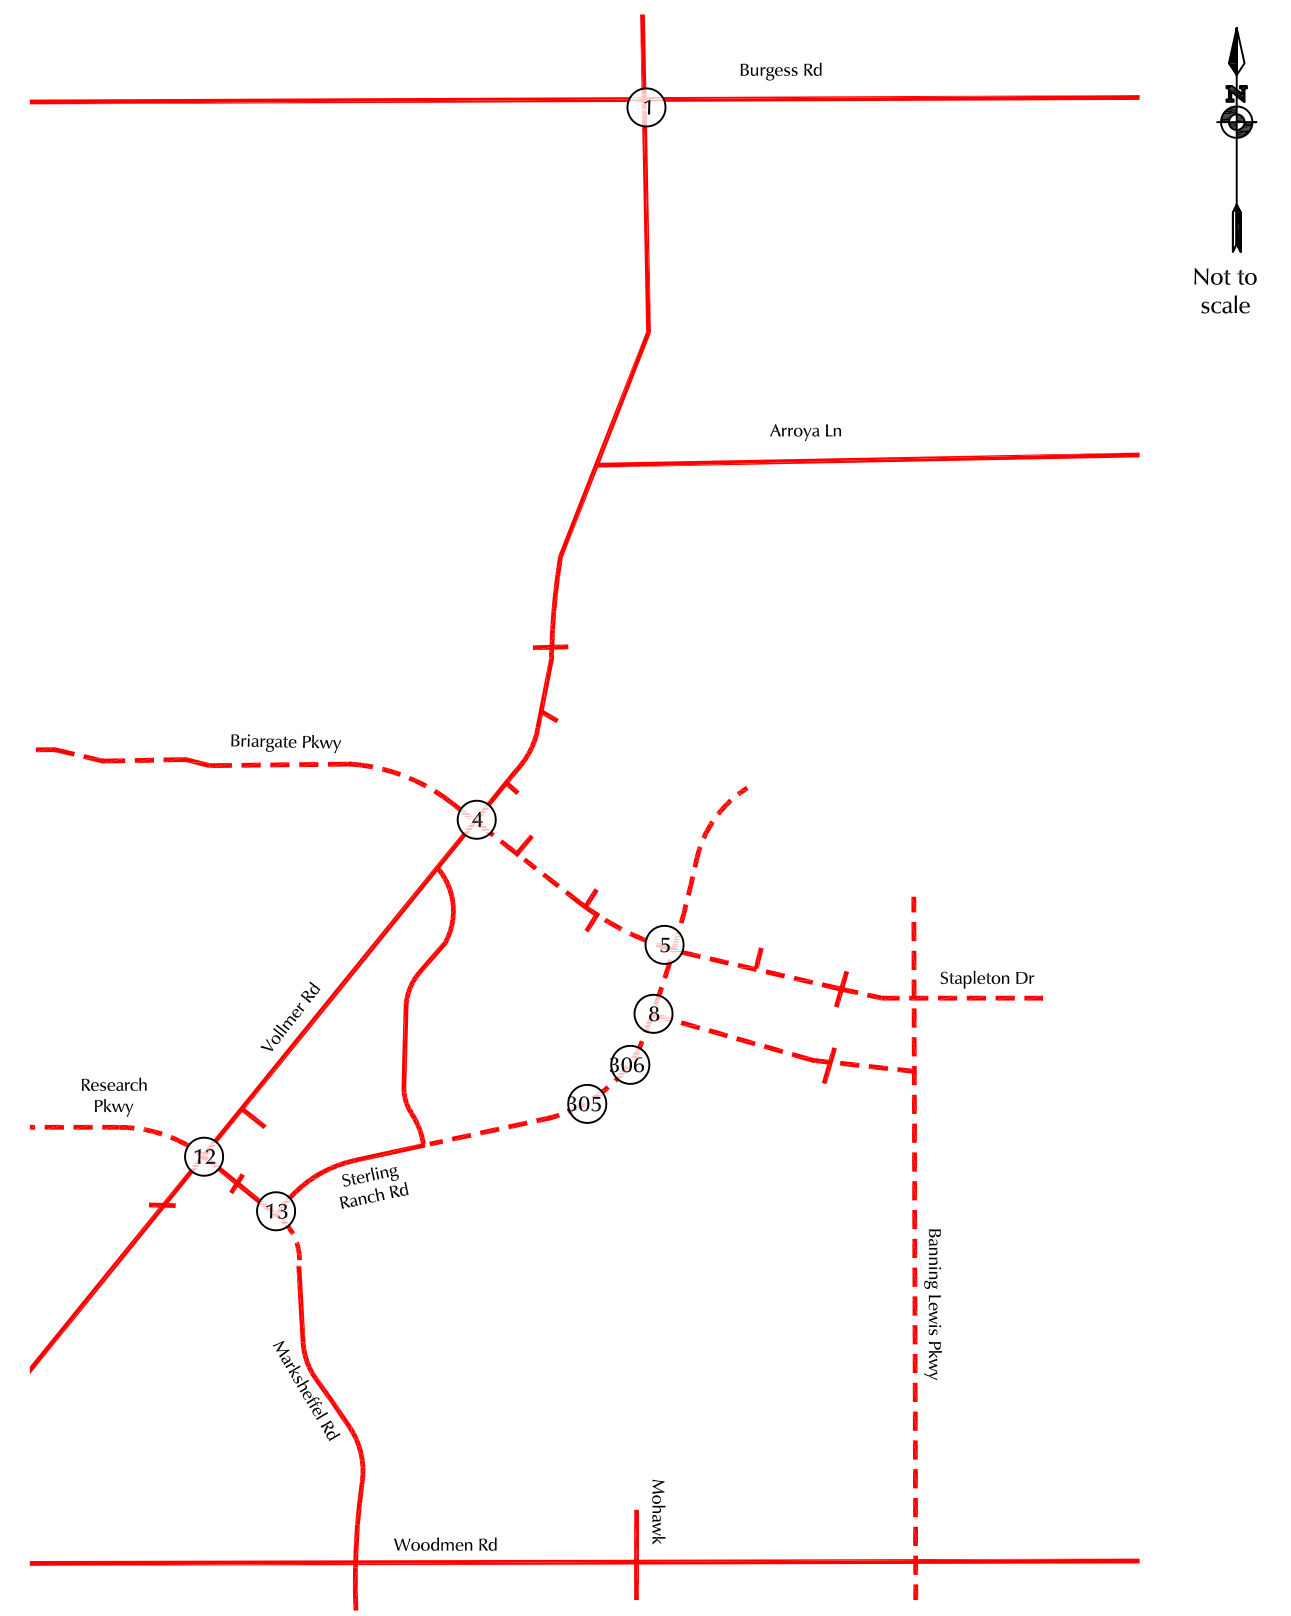 Burgess Rd
N
1
Not to
scale
Arroya Ln
Briargate Pkwy
4
5
Stapleton Dr
Vollmer Rd
8
306
Research
Pkwy
305
12
Sterling
Ranch Rd
13
Banning Lewis Pkwy
Marksheffel Rd
Mohawk
Woodmen Rd